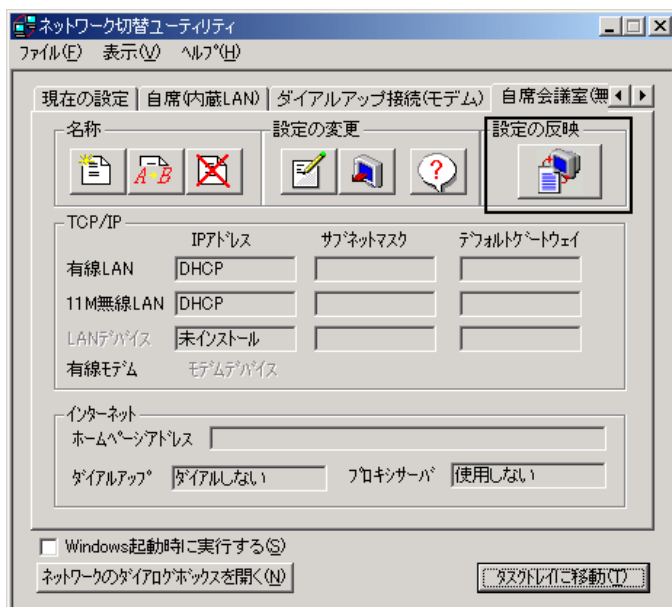 ネットワーク切替ユーティリティ
ファイル(F) 表示(V) ヘルプ(H)
現在の設定 自席(内蔵LAN) ダイアルアップ接続(モデム) 自席会議室(無
名称 設定の変更 設定の反映
A B
TCP/IP
IPアドレス サブネットマスク デフォルトゲートウェイ
有線LAN DHCP
11M無線LAN DHCP
LANデバイス 未インストール
有線モデム モデムデバイス
インターネット
ホームページアドレス
ダイアルアップ ダイアルしない プロキシサーバ 使用しない
Windows起動時に実行する(S)
ネットワークのダイアログボックスを開く(N) タスクトレイに移動(T)